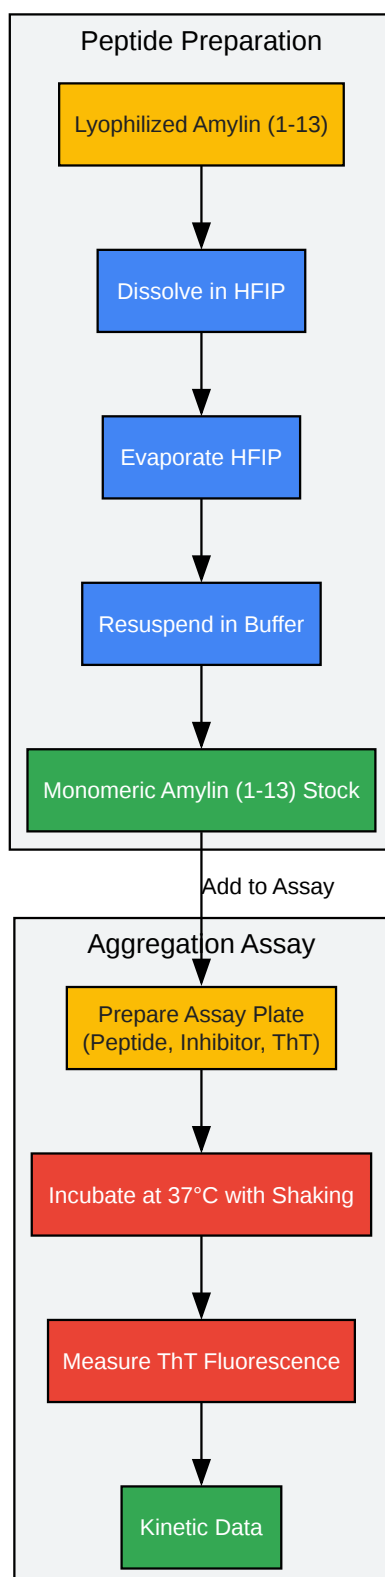 Peptide Preparation
Lyophilized Amylin (1-13)
Dissolve in HFIP
Evaporate HFIP
Resuspend in Buffer
Monomeric Amylin (1-13) Stock
Add to Assay
Aggregation Assay
Prepare Assay Plate
(Peptide, Inhibitor, ThT)
Incubate at 37°C with Shaking
Measure ThT Fluorescence
Kinetic Data